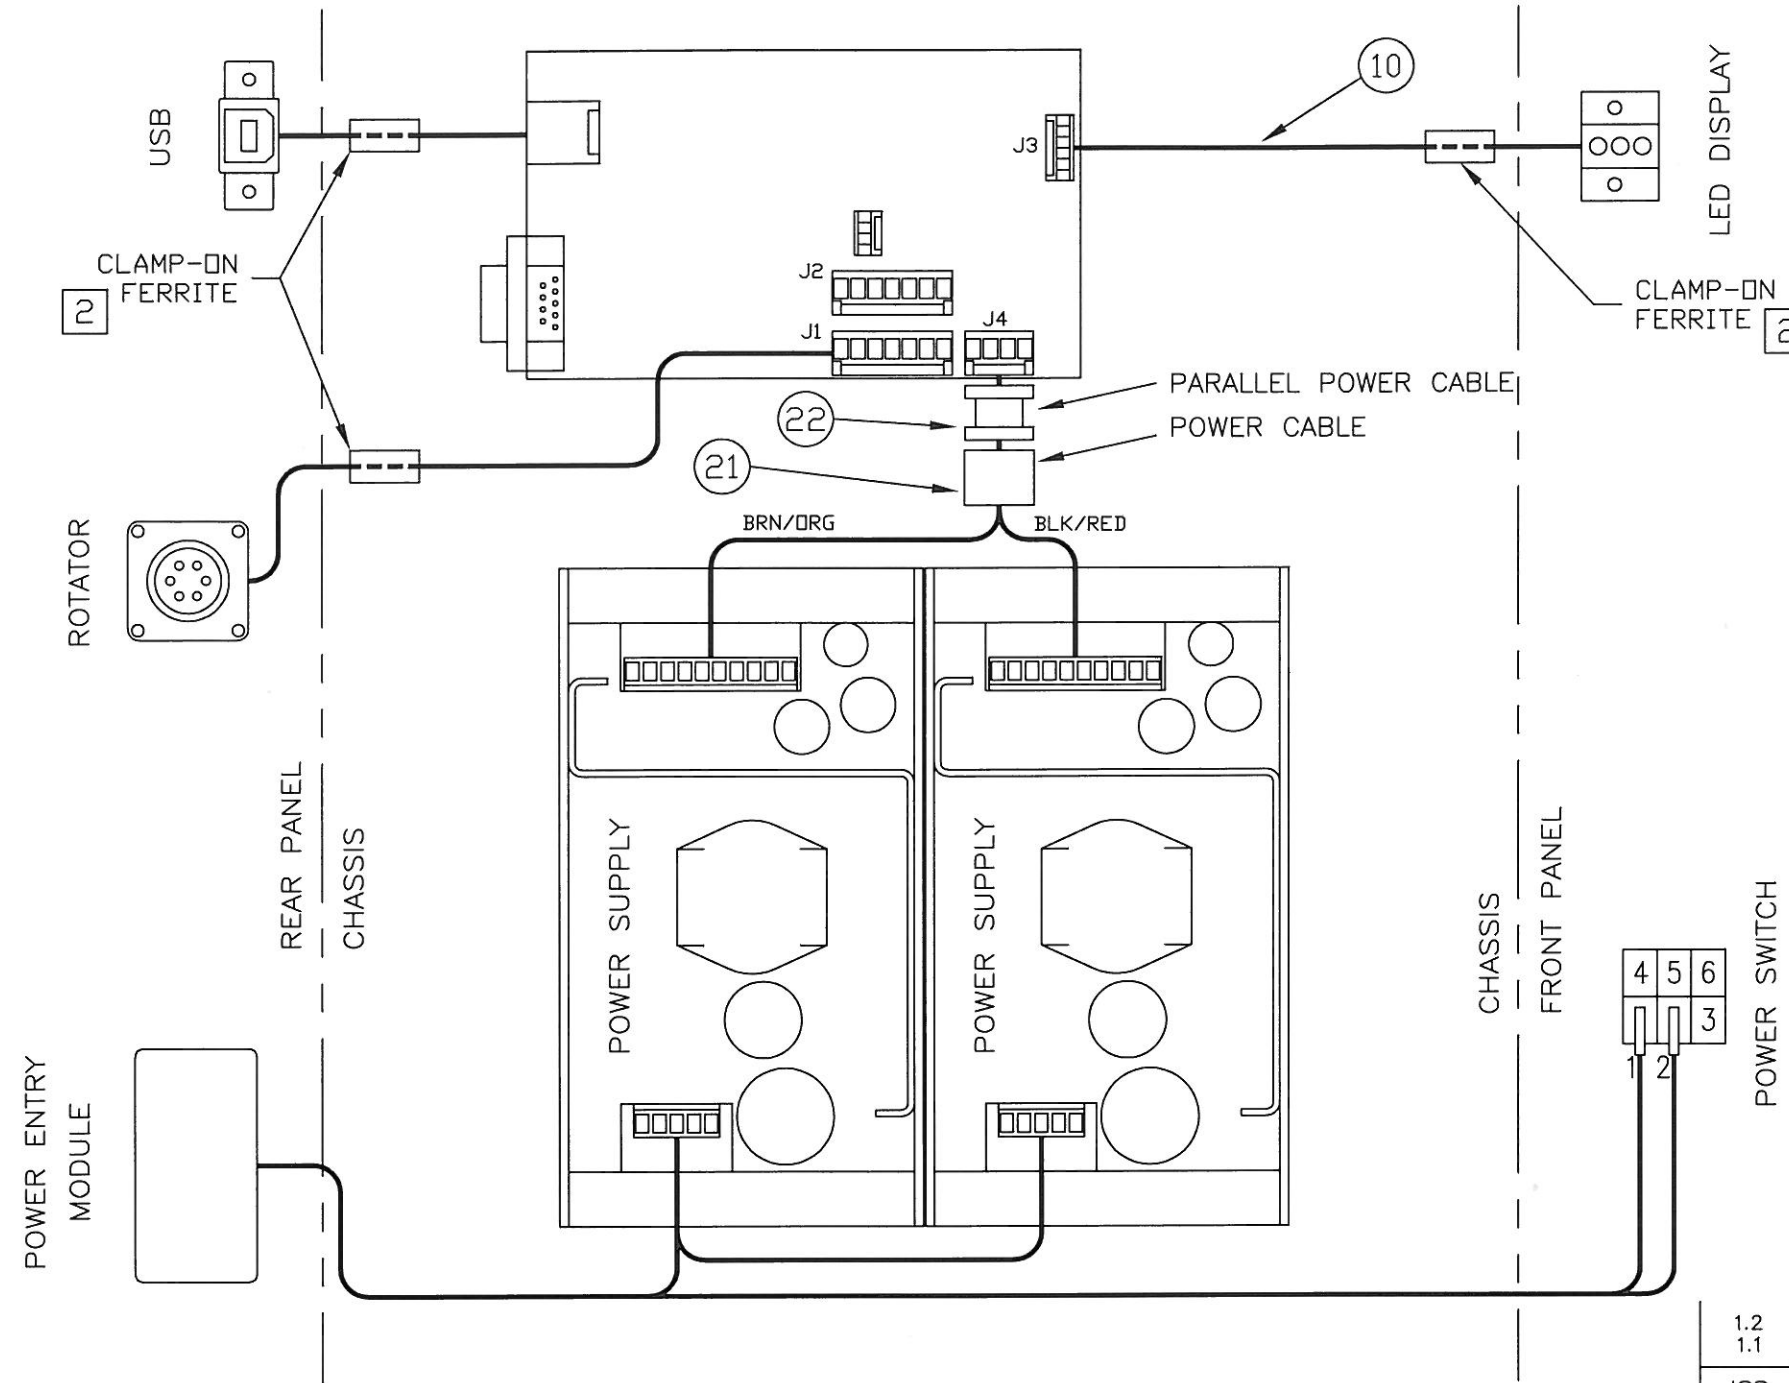 USB
CLAMP-ON
FERRITE
2
J3
10
LED DISPLAY
CLAMP-ON
FERRITE
2
J2
J1
J4
22
PARALLEL POWER CABLE
POWER CABLE
21
BRN/ORG
BLK/RED
ROTATOR
REAR PANEL
CHASSIS
POWER SUPPLY
POWER SUPPLY
CHASSIS
FRONT PANEL
4 5 6
3
1 2
POWER SWITCH
POWER ENTRY
MODULE
1.2
1.1